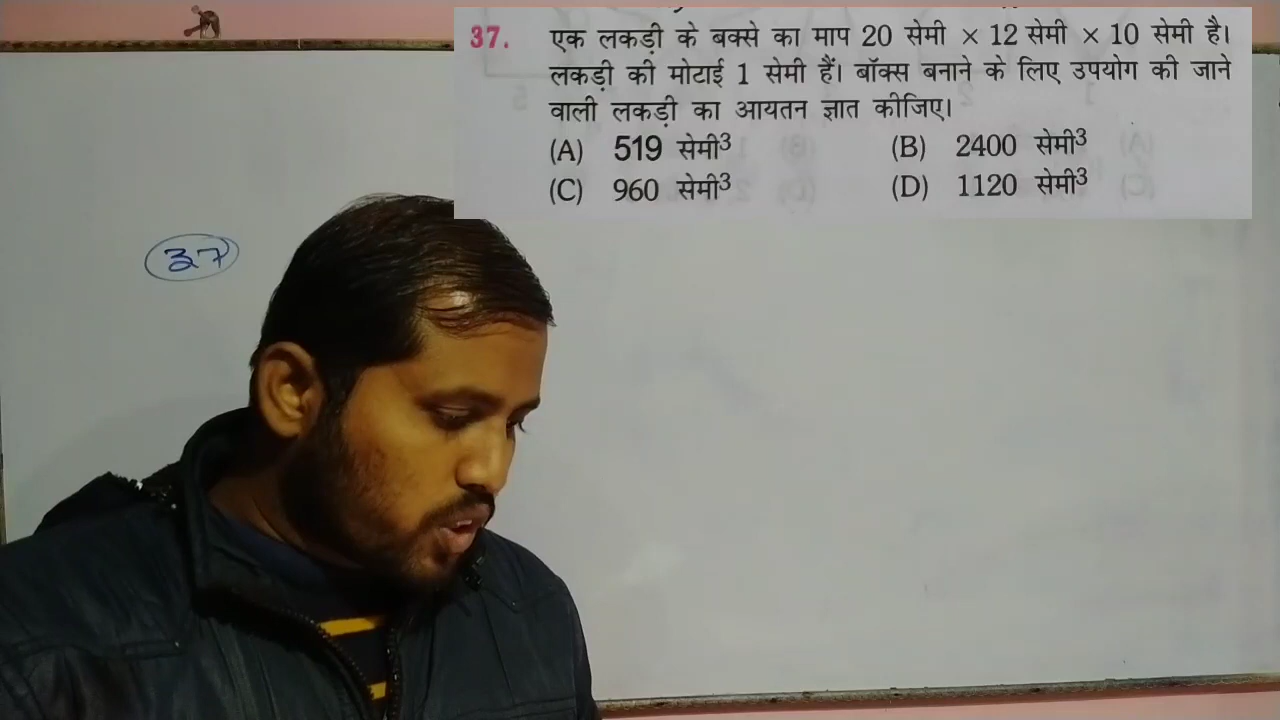 37. एक लकड़ी के बक्से का माप 20 सेमी × 12 सेमी × 10 सेमी है।
लकड़ी की मोटाई 1 सेमी हैं। बॉक्स बनाने के लिए उपयोग की जाने
वाली लकड़ी का आयतन ज्ञात कीजिए।
(A) 519 सेमी³ (B) 2400 सेमी³
(C) 960 सेमी³ (D) 1120 सेमी³
37